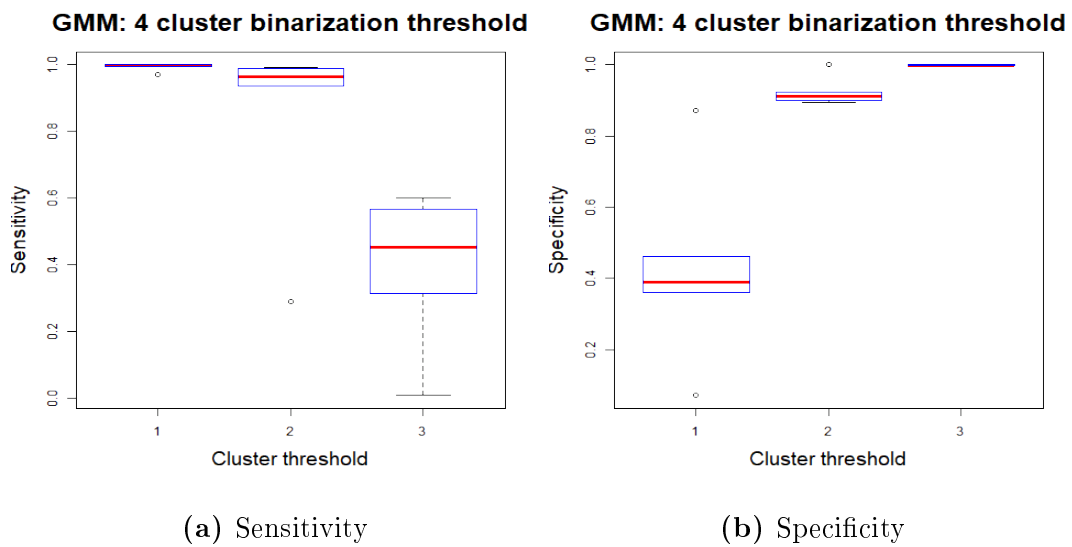 GMM: 4 cluster binarization threshold
Sensitivity
0.0 0.2 0.4 0.6 0.8 1.0
1 2 3
Cluster threshold
(a) Sensitivity
GMM: 4 cluster binarization threshold
Specificity
0.2 0.4 0.6 0.8 1.0
1 2 3
Cluster threshold
(b) Specificity